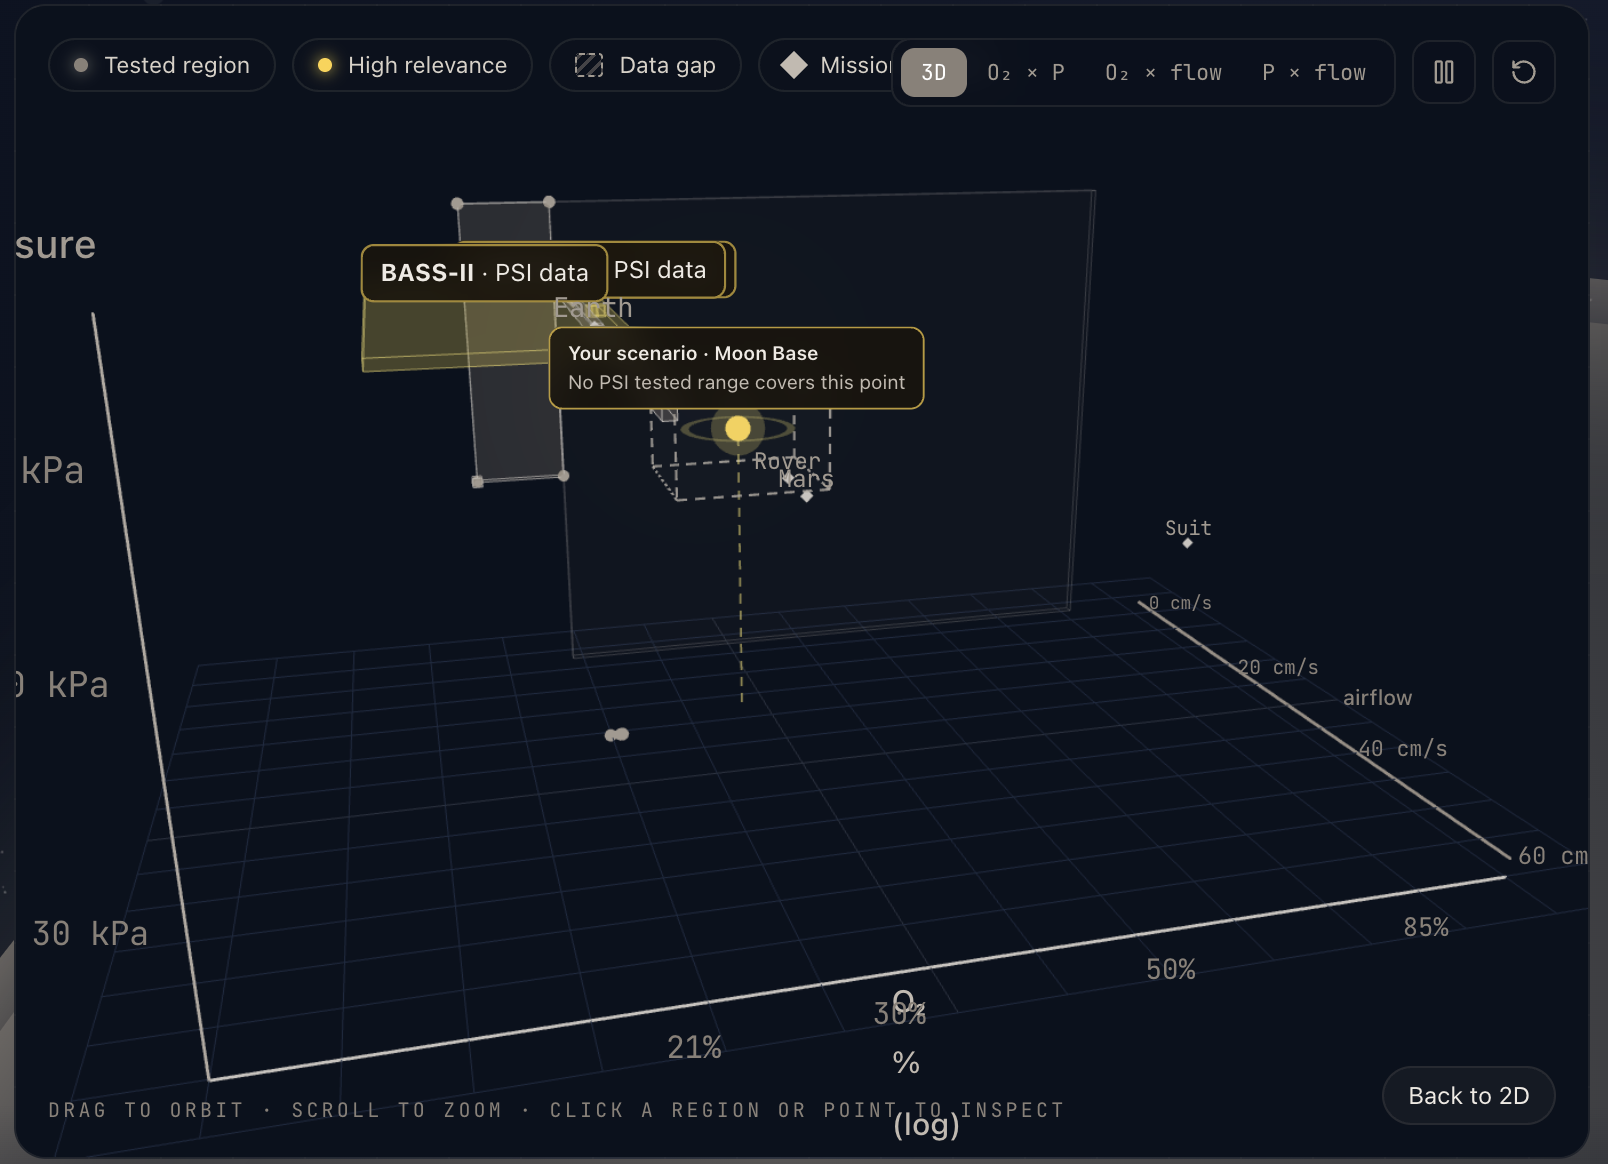 Tested region
High relevance
Data gap
Mission
3D
O₂ × P
O₂ × flow
P × flow
sure
BASS-II · PSI data
PSI data
Earth
Your scenario · Moon Base
No PSI tested range covers this point
Rover
Mars
kPa
Suit
0 cm/s
20 cm/s
0 kPa
airflow
40 cm/s
60 cm
85%
30 kPa
50%
O₂
30%
21%
%
(log)
DRAG TO ORBIT · SCROLL TO ZOOM · CLICK A REGION OR POINT TO INSPECT
Back to 2D